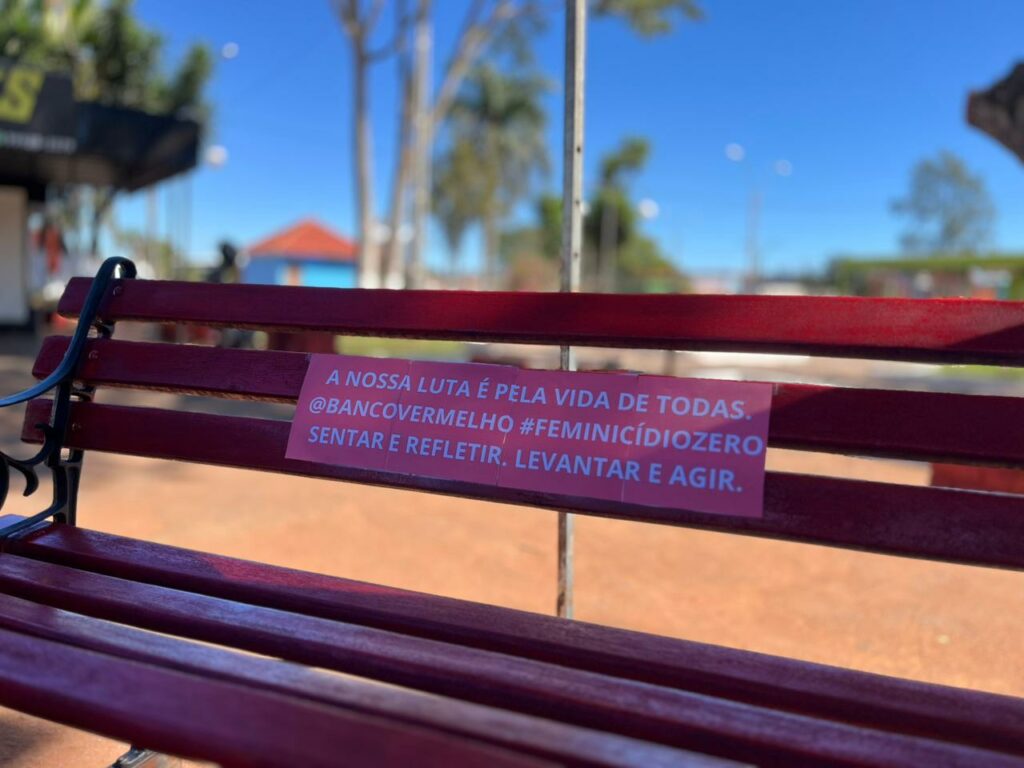 A NOSSA LUTA É PELA VIDA DE TODAS.
@BANCOVERMELHO #FEMINICÍDIOZERO
SENTAR E REFLETIR. LEVANTAR E AGIR.